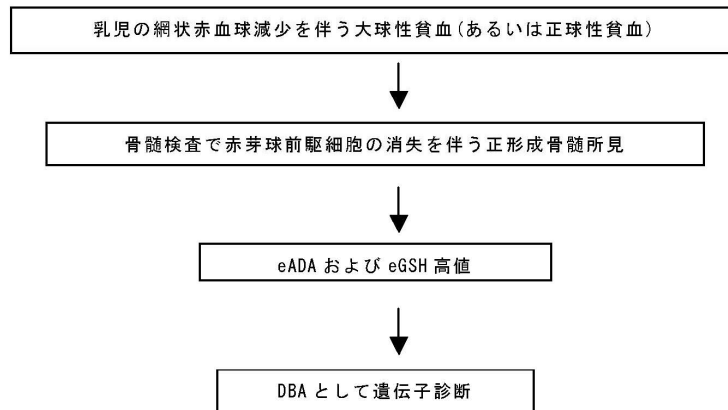 乳児の網状赤血球減少を伴う大球性貧血(あるいは正球性貧血)
骨髄検査で赤芽球前駆細胞の消失を伴う正形成骨髄所見
eADA および eGSH 高値
DBA として遺伝子診断